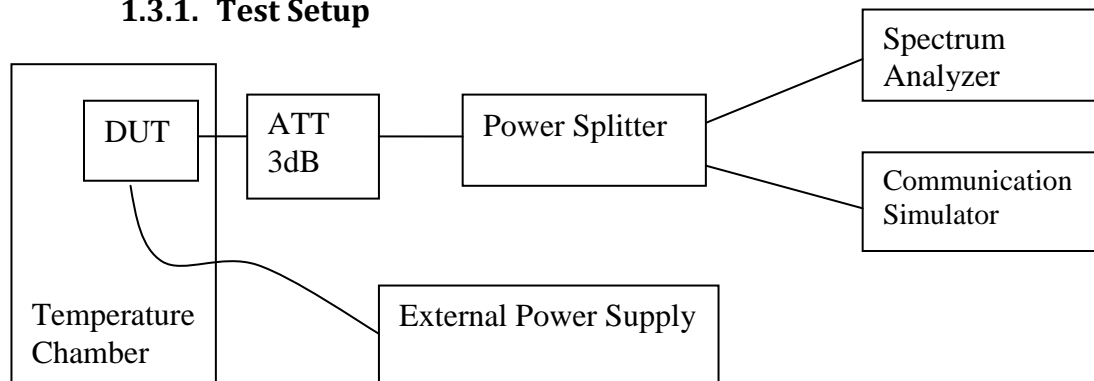 1.3.1. Test Setup
Spectrum
Analyzer
DUT
ATT
3dB
Power Splitter
Communication
Simulator
Temperature
Chamber
External Power Supply